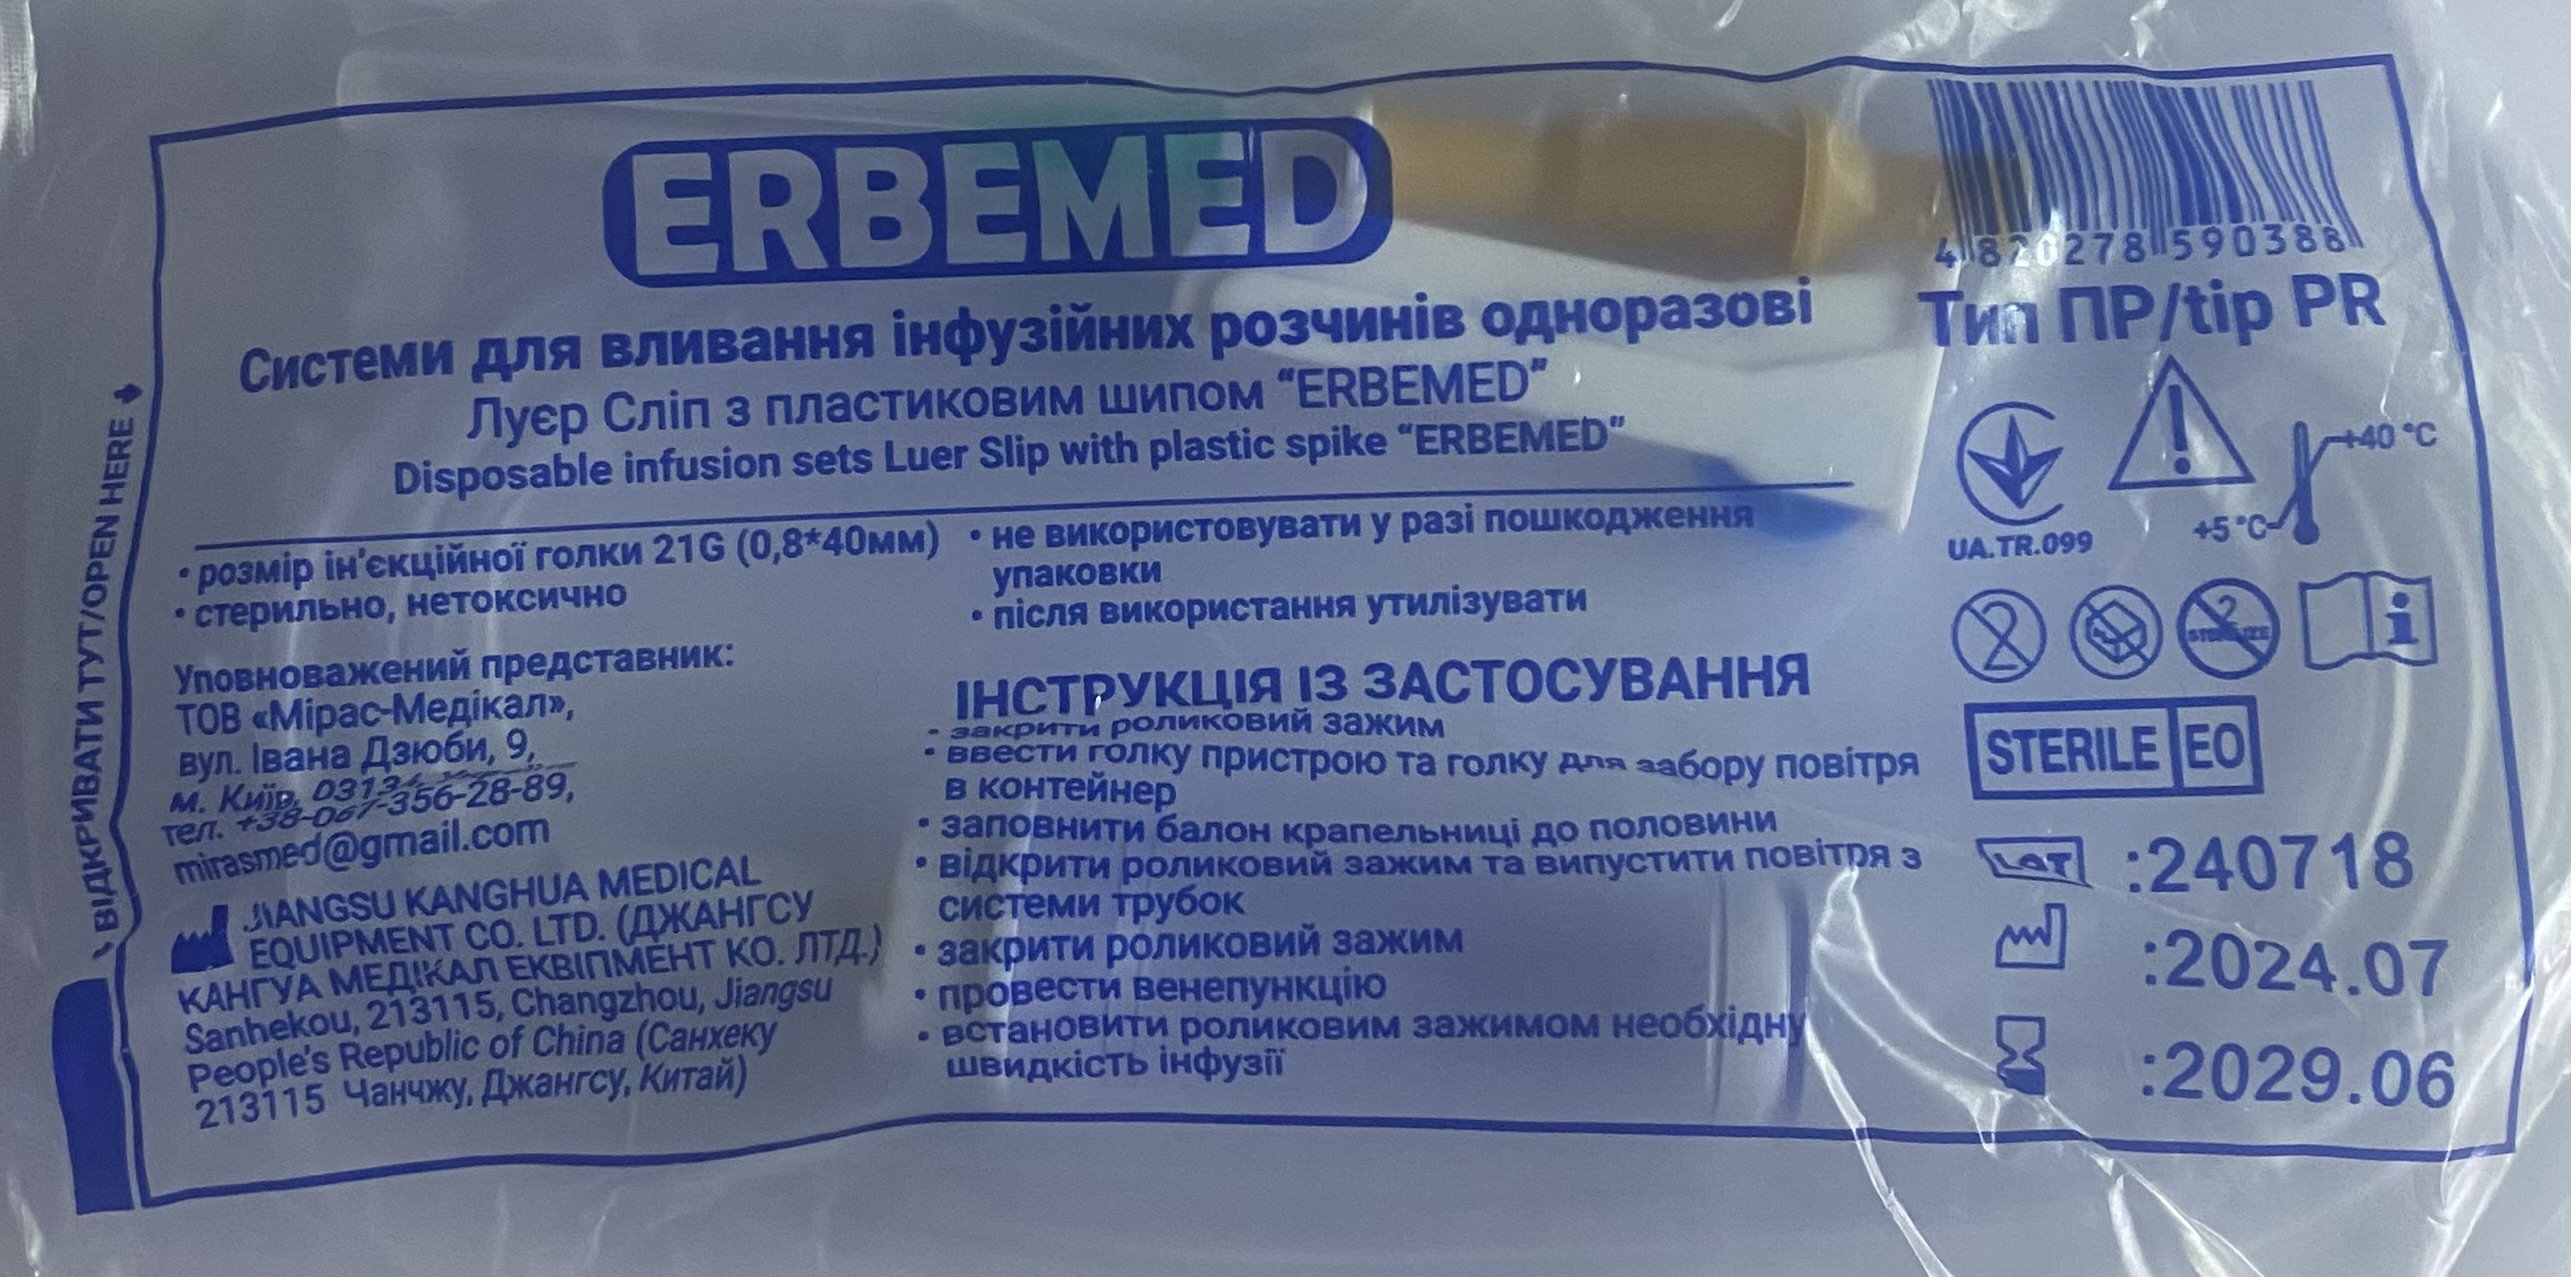 ERBEMED
Системи для вливання інфузійних розчинів одноразові
Луєр Сліп з пластиковим шипом “ERBEMED”
Disposable infusion sets Luer Slip with plastic spike “ERBEMED”
• розмір ін’єкційної голки 21G (0,8*40мм)
• стерильно, нетоксично
• не використовувати у разі пошкодження
упаковки
• після використання утилізувати
Уповноважений представник:
ТОВ «Мірас-Медікал»,
вул. Івана Дзюби, 9,
м. Київ,
тел. +38-067-356-28-89,
mirasmed@gmail.com
JIANGSU KANGHUA MEDICAL
EQUIPMENT CO. LTD. (ДЖАНГСУ
КАНГУА МЕДІКАЛ ЕКВІПМЕНТ КО. ЛТД.)
Sanhekou, 213115, Changzhou, Jiangsu
People’s Republic of China (Санхеку
213115 Чанчжу, Джангсу, Китай)
ІНСТРУКЦІЯ ІЗ ЗАСТОСУВАННЯ
• закрити роликовий зажим
• ввести голку пристрою та голку для забору повітря
в контейнер
• заповнити балон крапельниці до половини
• відкрити роликовий зажим та випустити повітря з
системи трубок
• закрити роликовий зажим
• провести венепункцію
• встановити роликовим зажимом необхідну
швидкість інфузії
4 820278 590388
Тип ПР/tip PR
UA.TR.099
+40 °C
+5 °C
2
2
STERILIZE
i
STERILE EO
LOT :240718
:2024.07
:2029.06
ВІДКРИВАТИ ТУТ/OPEN HERE